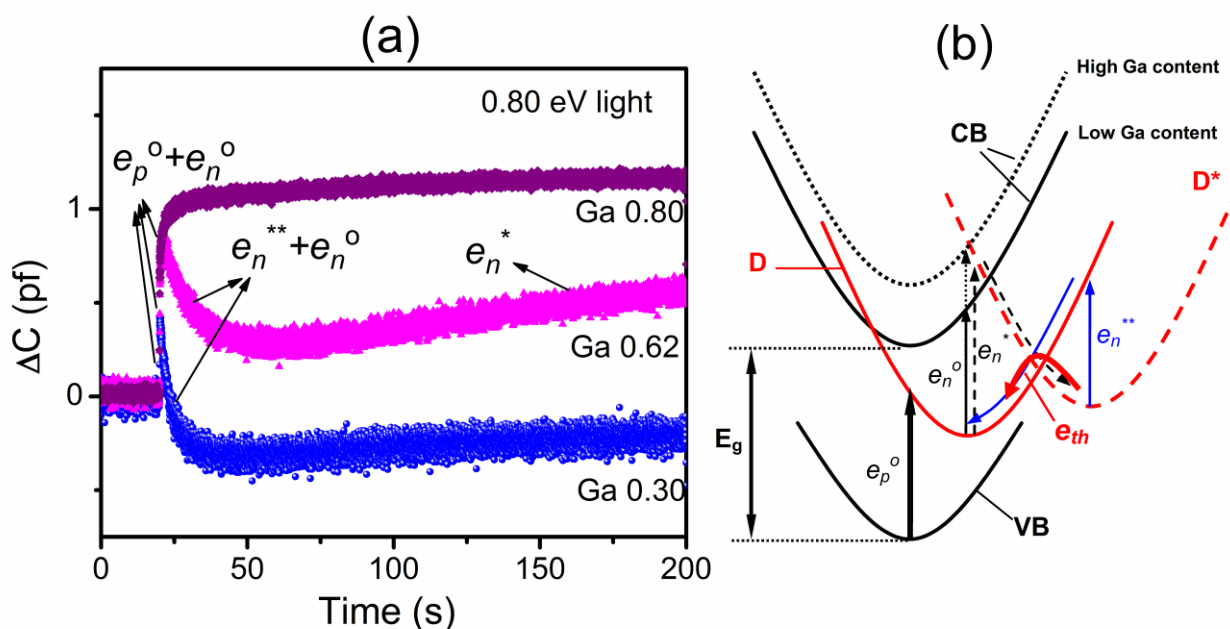 (a)
0.80 eV light
e_p^o+e_n^o
Ga 0.80
e_n^**+e_n^o
e_n^*
Ga 0.62
Ga 0.30
ΔC (pf)
1
0
0
50
100
150
200
Time (s)
(b)
High Ga content
CB
Low Ga content
D*
D
e_n^o
e_n^*
e_n^**
e_th
E_g
e_p^o
VB